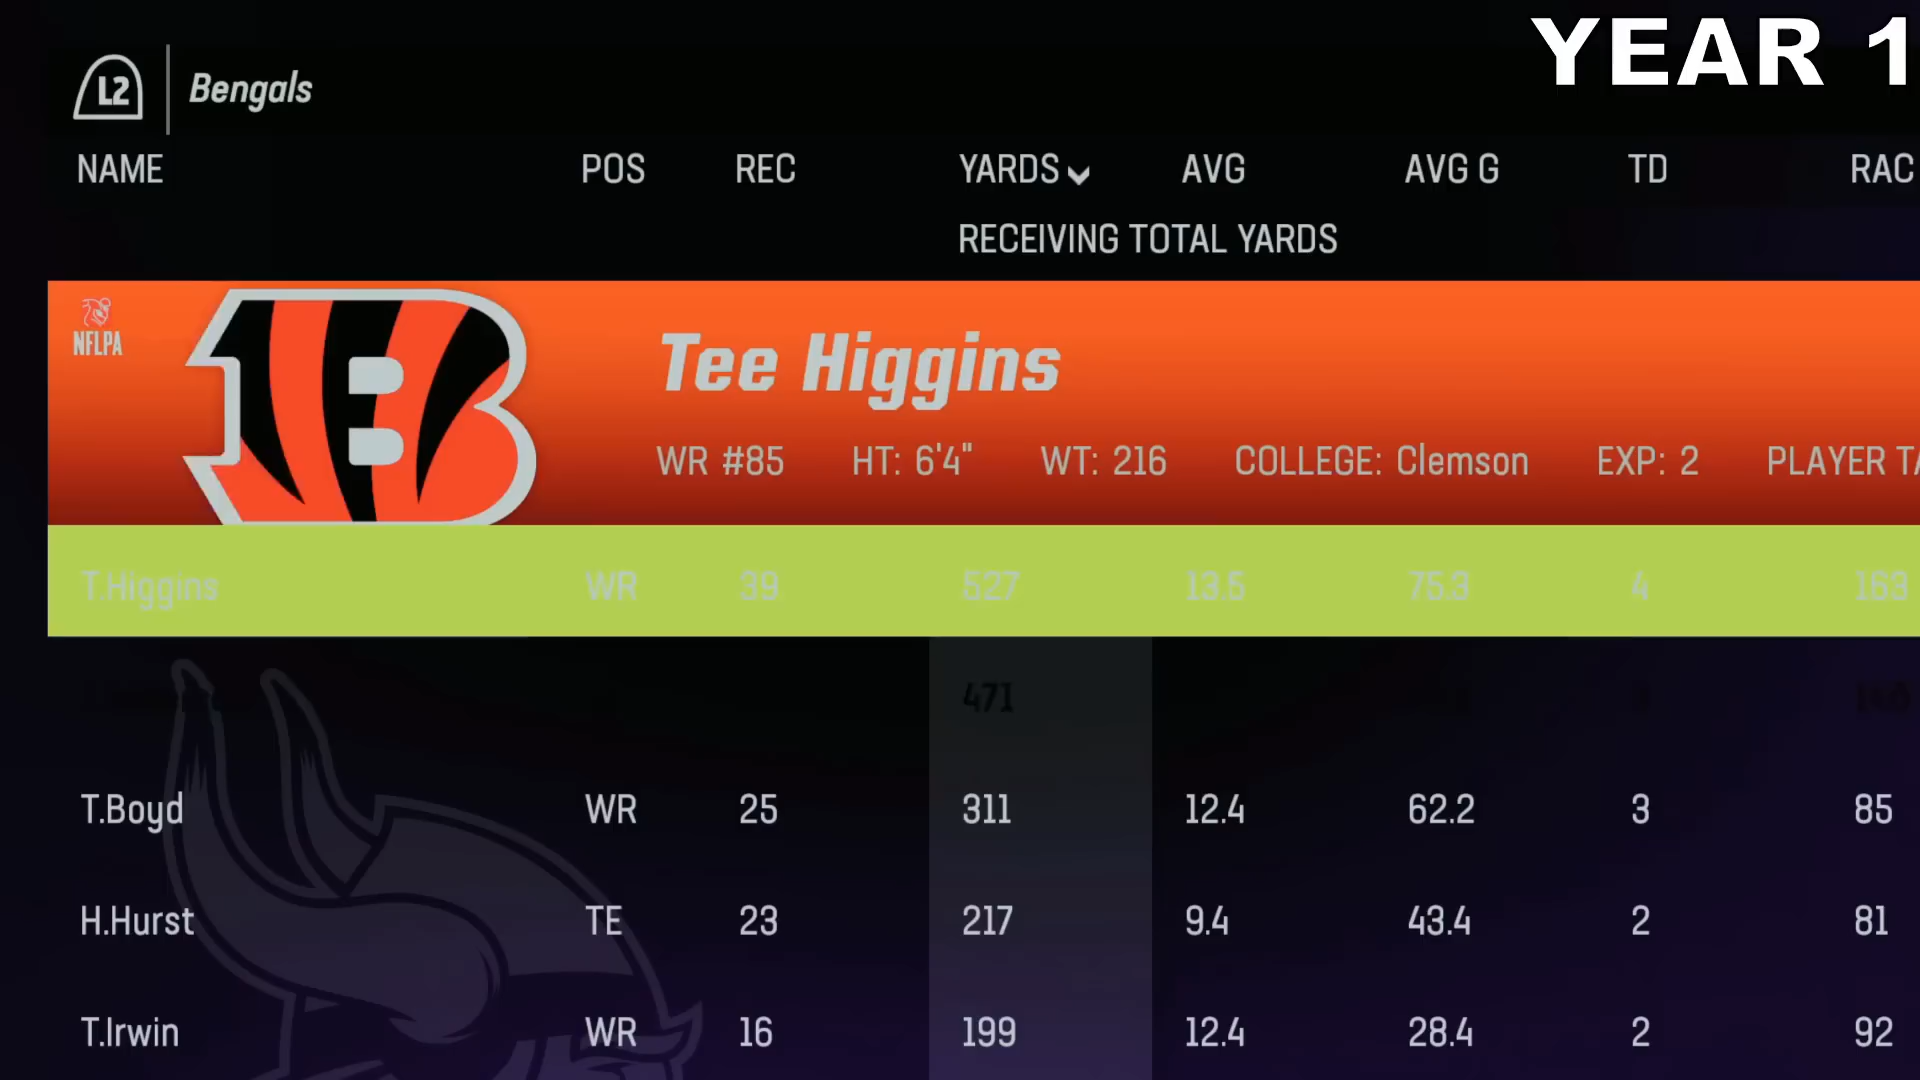 YEAR 1
L2 Bengals
NAME POS REC YARDS AVG AVG G TD RAC
RECEIVING TOTAL YARDS
NFLPA
Tee Higgins
WR #85 HT: 6'4" WT: 216 COLLEGE: Clemson EXP: 2 PLAYER
T.Higgins WR 39 527 13.5 75.3 4 163
471
T.Boyd WR 25 311 12.4 62.2 3 85
H.Hurst TE 23 217 9.4 43.4 2 81
T.Irwin WR 16 199 12.4 28.4 2 92